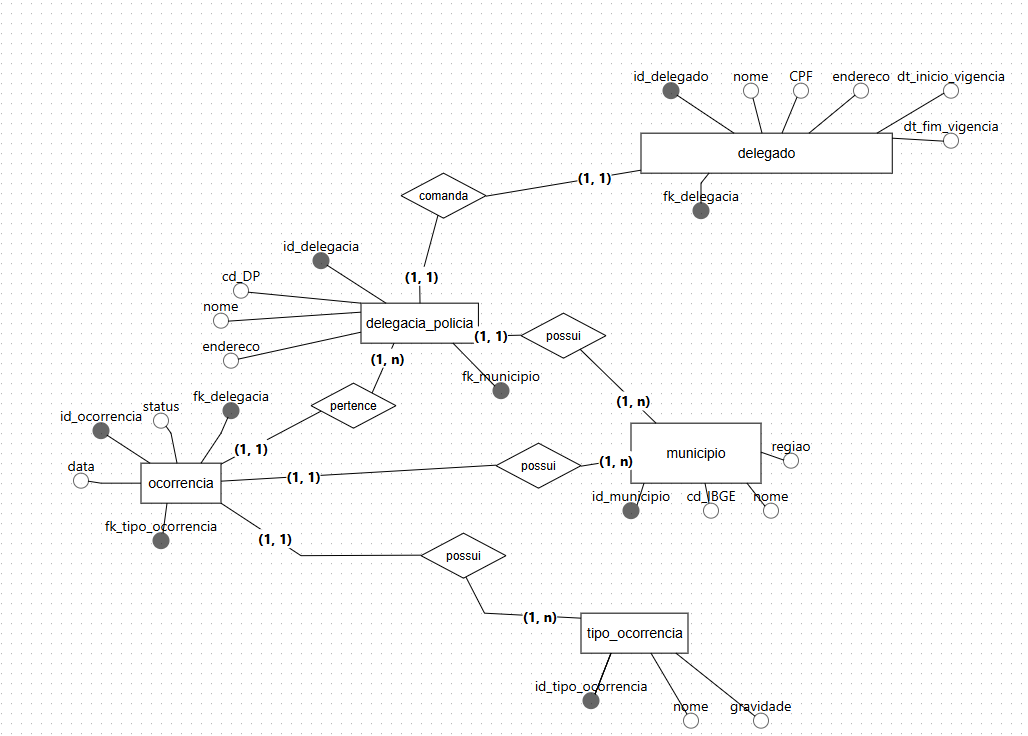 id_delegado
nome
CPF
endereco
dt_inicio_vigencia
dt_fim_vigencia
delegado
fk_delegacia
(1, 1)
comanda
(1, 1)
id_delegacia
cd_DP
nome
endereco
delegacia_policia
(1, 1)
possui
(1, n)
fk_municipio
(1, n)
pertence
(1, 1)
fk_delegacia
status
id_ocorrencia
data
ocorrencia
fk_tipo_ocorrencia
(1, 1)
possui
(1, n)
municipio
regiao
id_municipio
cd_IBGE
nome
(1, 1)
possui
(1, n)
tipo_ocorrencia
id_tipo_ocorrencia
nome
gravidade